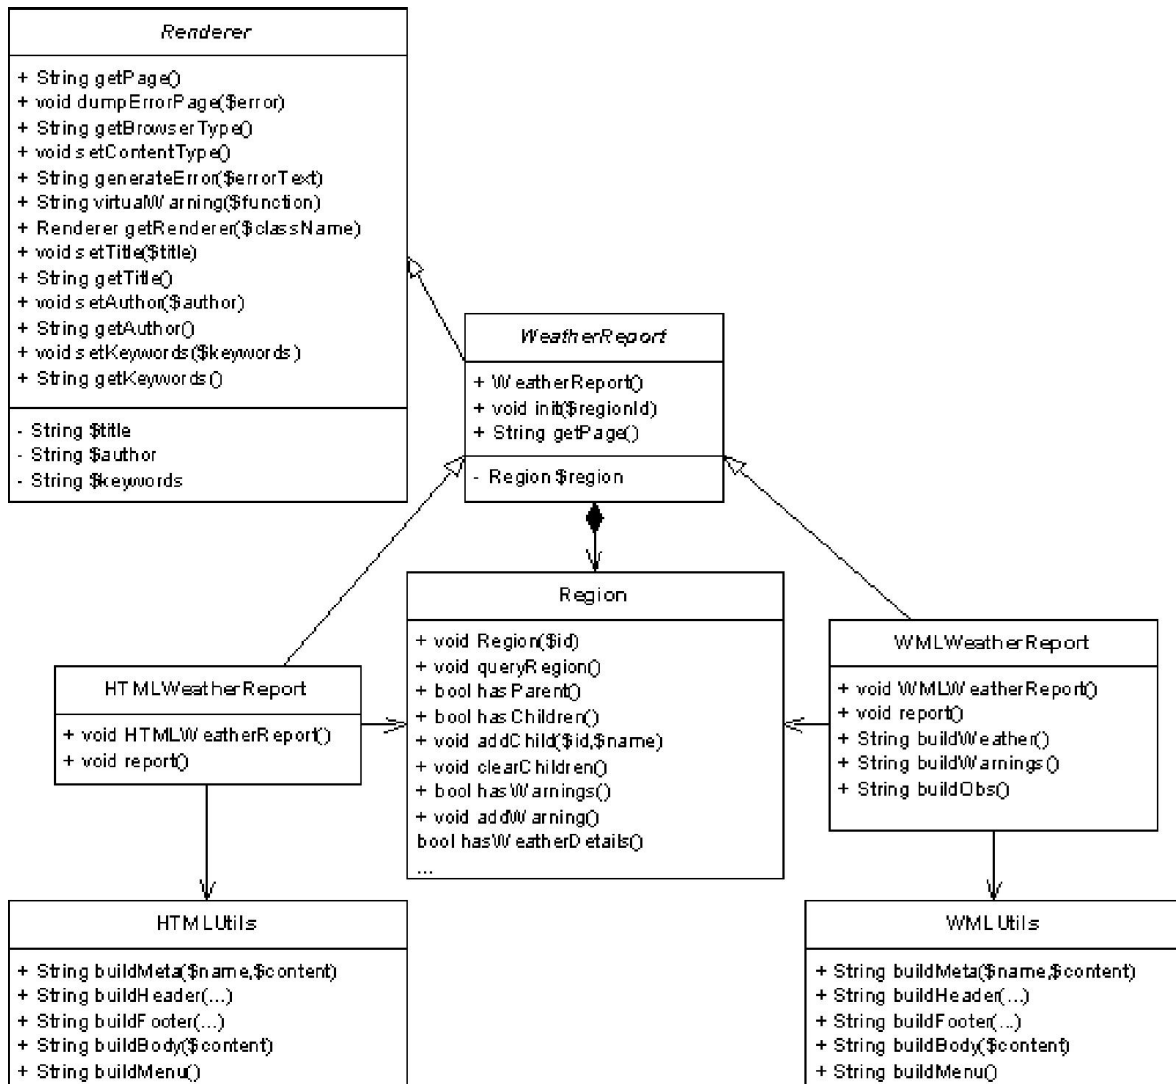 Renderer
+ String getPage()
+ void dumpErrorPage($error)
+ String getBrowserType()
+ void setContentType()
+ String generateError($errorText)
+ String virtualWarning($function)
+ Renderer getRenderer($className)
+ void setTitle($title)
+ String getTitle()
+ void setAuthor($author)
+ String getAuthor()
+ void setKeywords($keywords)
+ String getKeywords()
- String $title
- String $author
- String $keywords
WeatherReport
+ WeatherReport()
+ void init($regionId)
+ String getPage()
- Region $region
Region
+ void Region($id)
+ void queryRegion()
+ bool hasParent()
+ bool hasChildren()
+ void addChild($id,$name)
+ void clearChildren()
+ bool hasWarnings()
+ void addWarning()
bool hasWeatherDetails()
...
HTMLWeatherReport
+ void HTMLWeatherReport()
+ void report()
WMLWeatherReport
+ void WMLWeatherReport()
+ void report()
+ String buildWeather()
+ String buildWarnings()
+ String buildObs()
HTMLUtils
+ String buildMeta($name,$content)
+ String buildHeader(...)
+ String buildFooter(...)
+ String buildBody($content)
+ String buildMenu()
WMLUtils
+ String buildMeta($name,$content)
+ String buildHeader(...)
+ String buildFooter(...)
+ String buildBody($content)
+ String buildMenu()